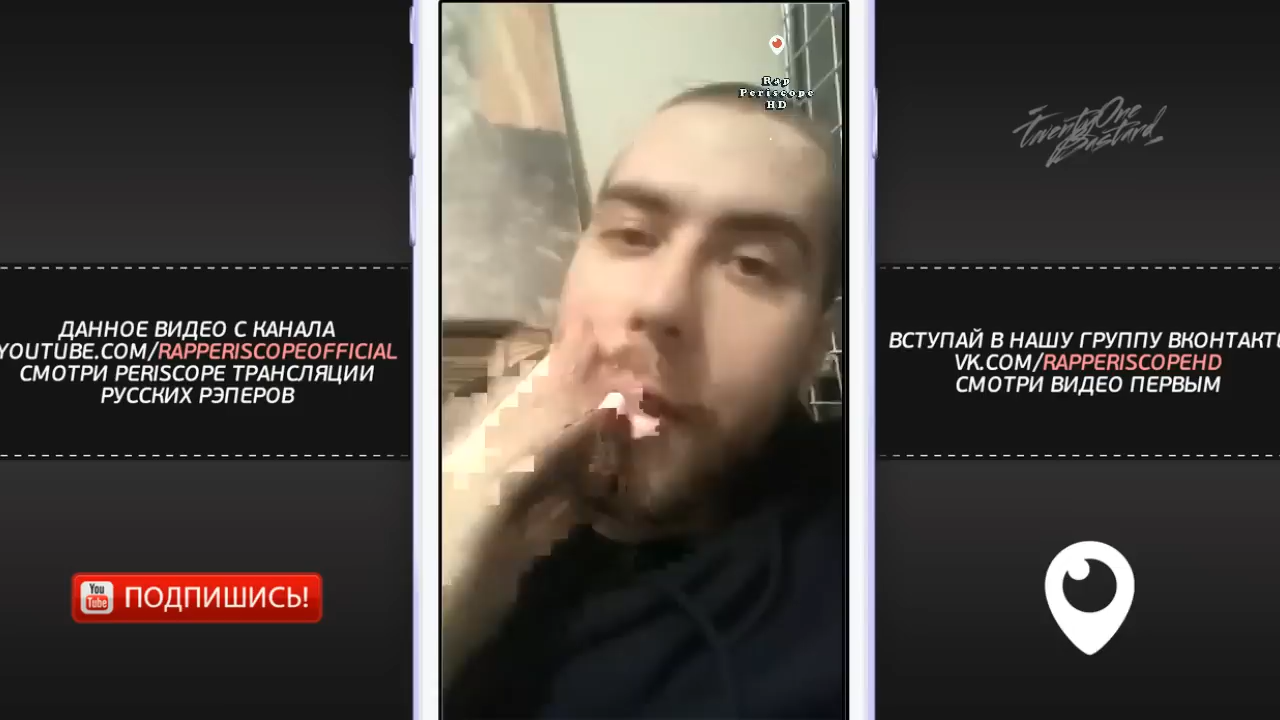 ДАННОЕ ВИДЕО С КАНАЛА
YOUTUBE.COM/RAPPERISCOPEOFFICIAL
СМОТРИ PERISCOPE ТРАНСЛЯЦИИ
РУССКИХ РЭПЕРОВ
You
Tube
ПОДПИШИСЬ!
Rap
Periscope
HD
TwentyOne
Bastard
ВСТУПАЙ В НАШУ ГРУППУ ВКОНТАКТЕ
VK.COM/RAPPERISCOPEHD
СМОТРИ ВИДЕО ПЕРВЫМ